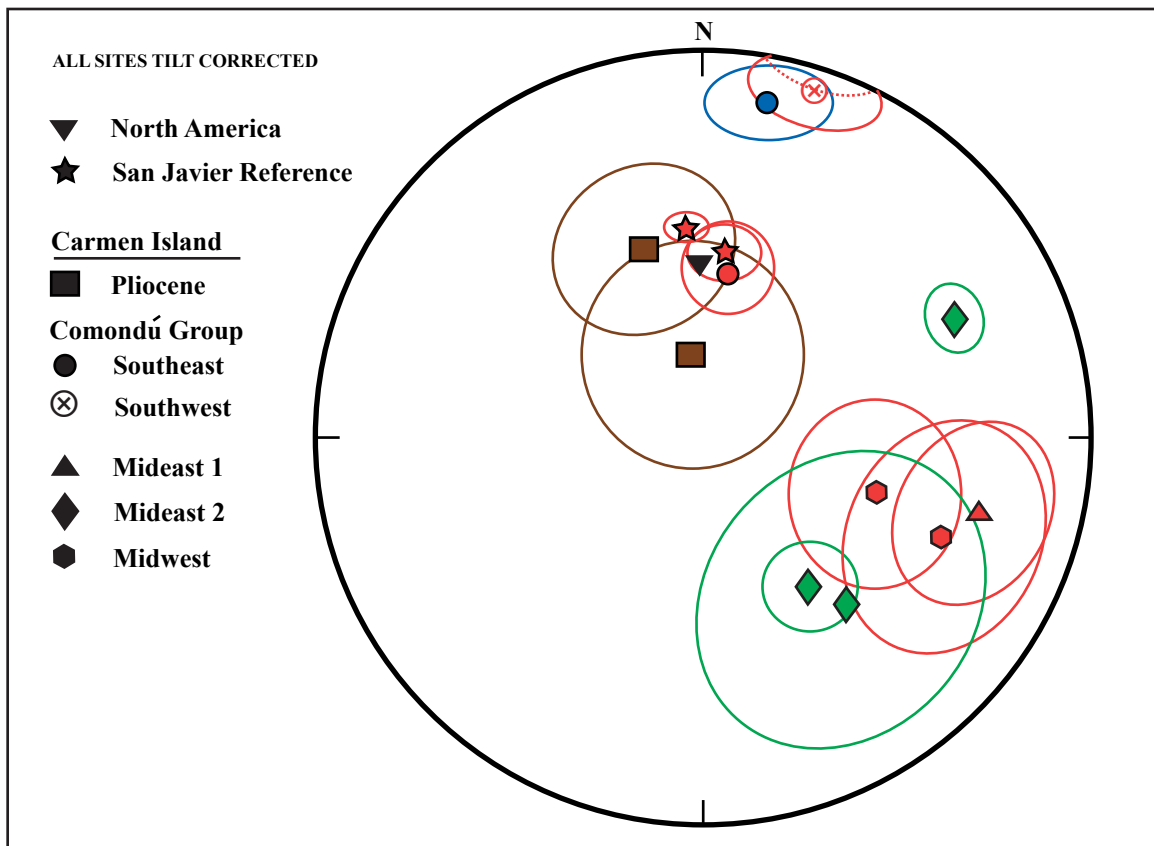 N
ALL SITES TILT CORRECTED
North America
San Javier Reference
Carmen Island
Pliocene
Comondú Group
Southeast
Southwest
Mideast 1
Mideast 2
Midwest